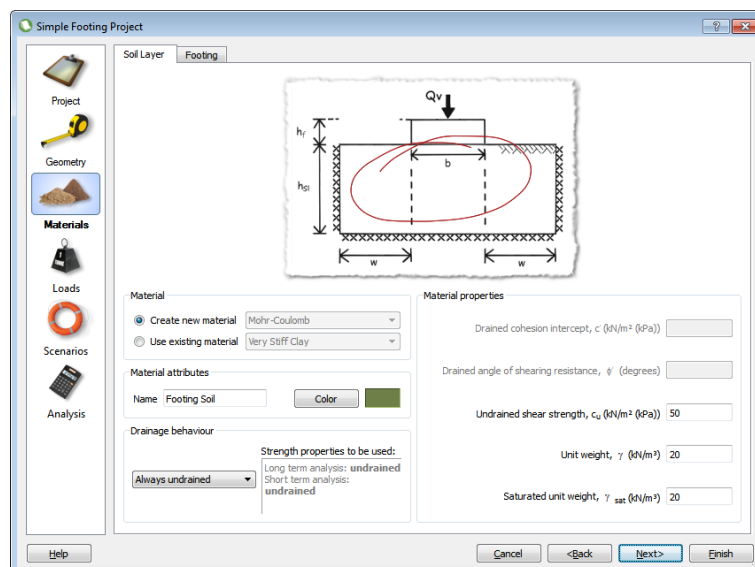 Simple Footing Project
Project
Geometry
Materials
Loads
Scenarios
Analysis
Soil Layer Footing
Qv
hf
b
hSl
w w
Material
Create new material Mohr-Coulomb
Use existing material Very Stiff Clay
Material attributes
Name Footing Soil Color
Drainage behaviour
Always undrained
Strength properties to be used:
Long term analysis: undrained
Short term analysis:
undrained
Material properties
Drained cohesion intercept, c' (kN/m² (kPa))
Drained angle of shearing resistance, ϕ' (degrees)
Undrained shear strength, cu (kN/m² (kPa)) 50
Unit weight, γ (kN/m³) 20
Saturated unit weight, γ sat (kN/m³) 20
Help Cancel <Back Next> Finish